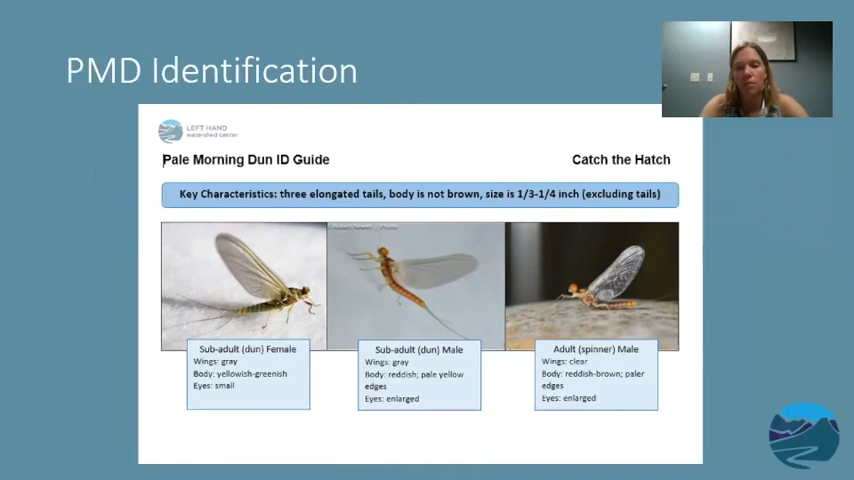 PMD Identification
LEFT HAND
watershed center
Pale Morning Dun ID Guide
Catch the Hatch
Key Characteristics: three elongated tails, body is not brown, size is 1/3-1/4 inch (excluding tails)
Sub-adult (dun) Female
Wings: gray
Body: yellowish-greenish
Eyes: small
Sub-adult (dun) Male
Wings: gray
Body: reddish; pale yellow
edges
Eyes: enlarged
Adult (spinner) Male
Wings: clear
Body: reddish-brown; paler
edges
Eyes: enlarged